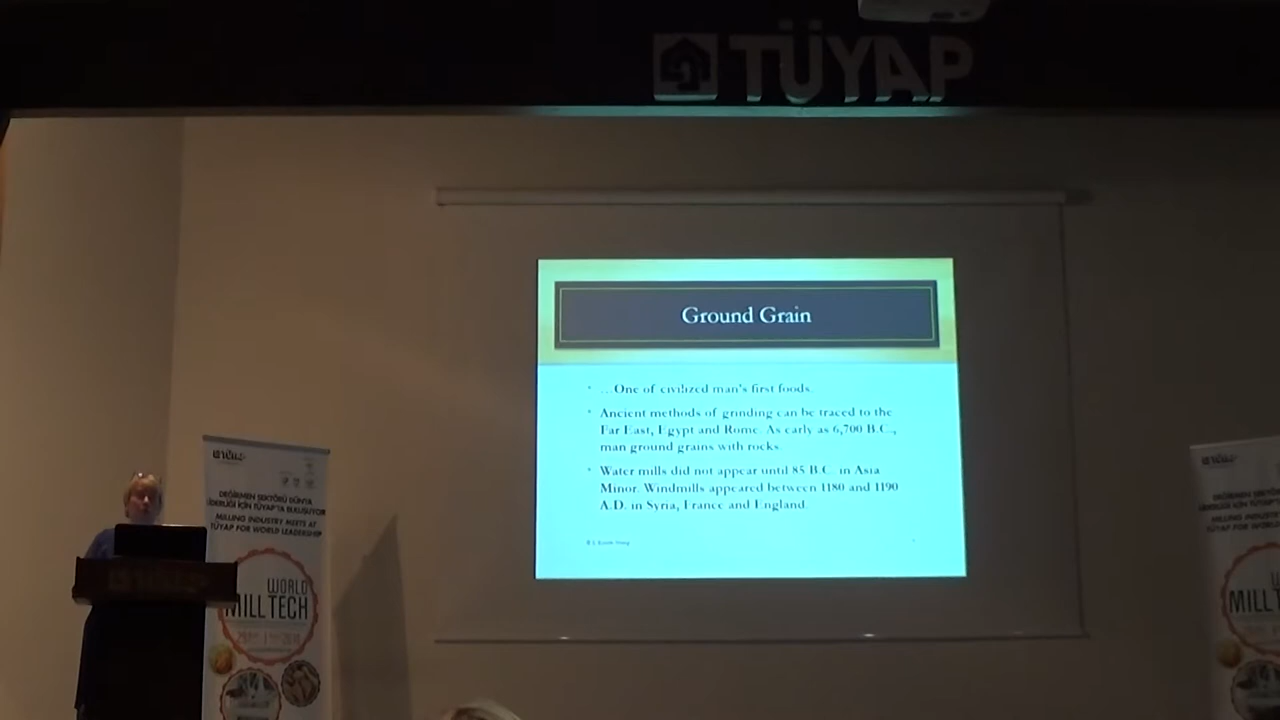 TÜYAP
Ground Grain
…One of civilized man's first foods.
Ancient methods of grinding can be traced to the
Far East, Egypt and Rome. As early as 6,700 B.C.,
man ground grains with rocks.
Water mills did not appear until 85 B.C. in Asia
Minor. Windmills appeared between 1180 and 1190
A.D. in Syria, France and England.
DEĞİRMEN SEKTÖRÜ DÜNYA
LİDERLİĞİ İÇİN TÜYAP'TA BULUŞUYOR
MILLING INDUSTRY MEETS AT
TÜYAP FOR WORLD LEADERSHIP
WORLD
MILLTECH
MILL